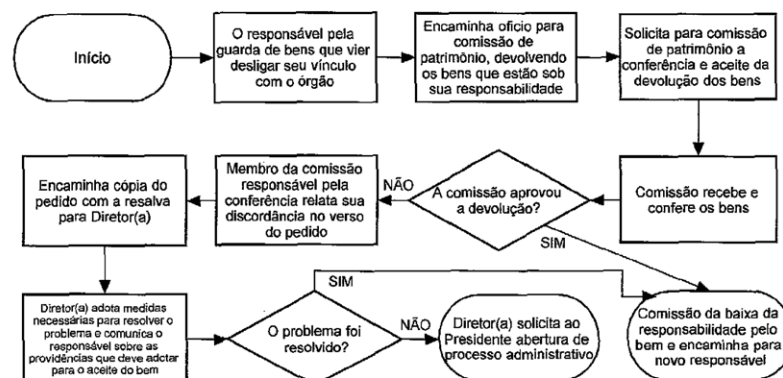 Início
O responsável pela
guarda de bens que vier
desligar seu vínculo
com o órgão
Encaminha oficio para
comissão de
patrimônio, devolvendo
os bens que estão sob
sua responsabilidade
Solicita para comissão
de patrimônio a
conferência e aceite da
devolução dos bens
Comissão recebe e
confere os bens
A comissão aprovou
a devolução?
NÃO
SIM
Membro da comissão
responsável pela
conferência relata sua
discordância no verso
do pedido
Encaminha cópia do
pedido com a resalva
para Diretor(a)
Diretor(a) adota medidas
necessárias para resolver o
problema e comunica o
responsável sobre as
providências que deve adotar
para o aceite do bem
O problema foi
resolvido?
SIM
NÃO
Diretor(a) solicita ao
Presidente abertura de
processo administrativo
Comissão da baixa da
responsabilidade pelo
bem e encaminha para
novo responsável